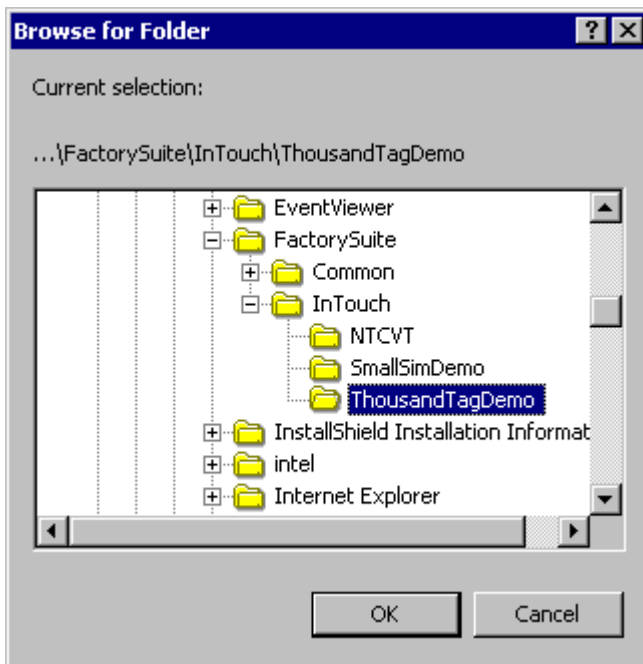 Browse for Folder
Current selection:
...\FactorySuite\InTouch\ThousandTagDemo
EventViewer
FactorySuite
Common
InTouch
NTCVT
SmallSimDemo
ThousandTagDemo
InstallShield Installation Informat
intel
Internet Explorer
OK Cancel